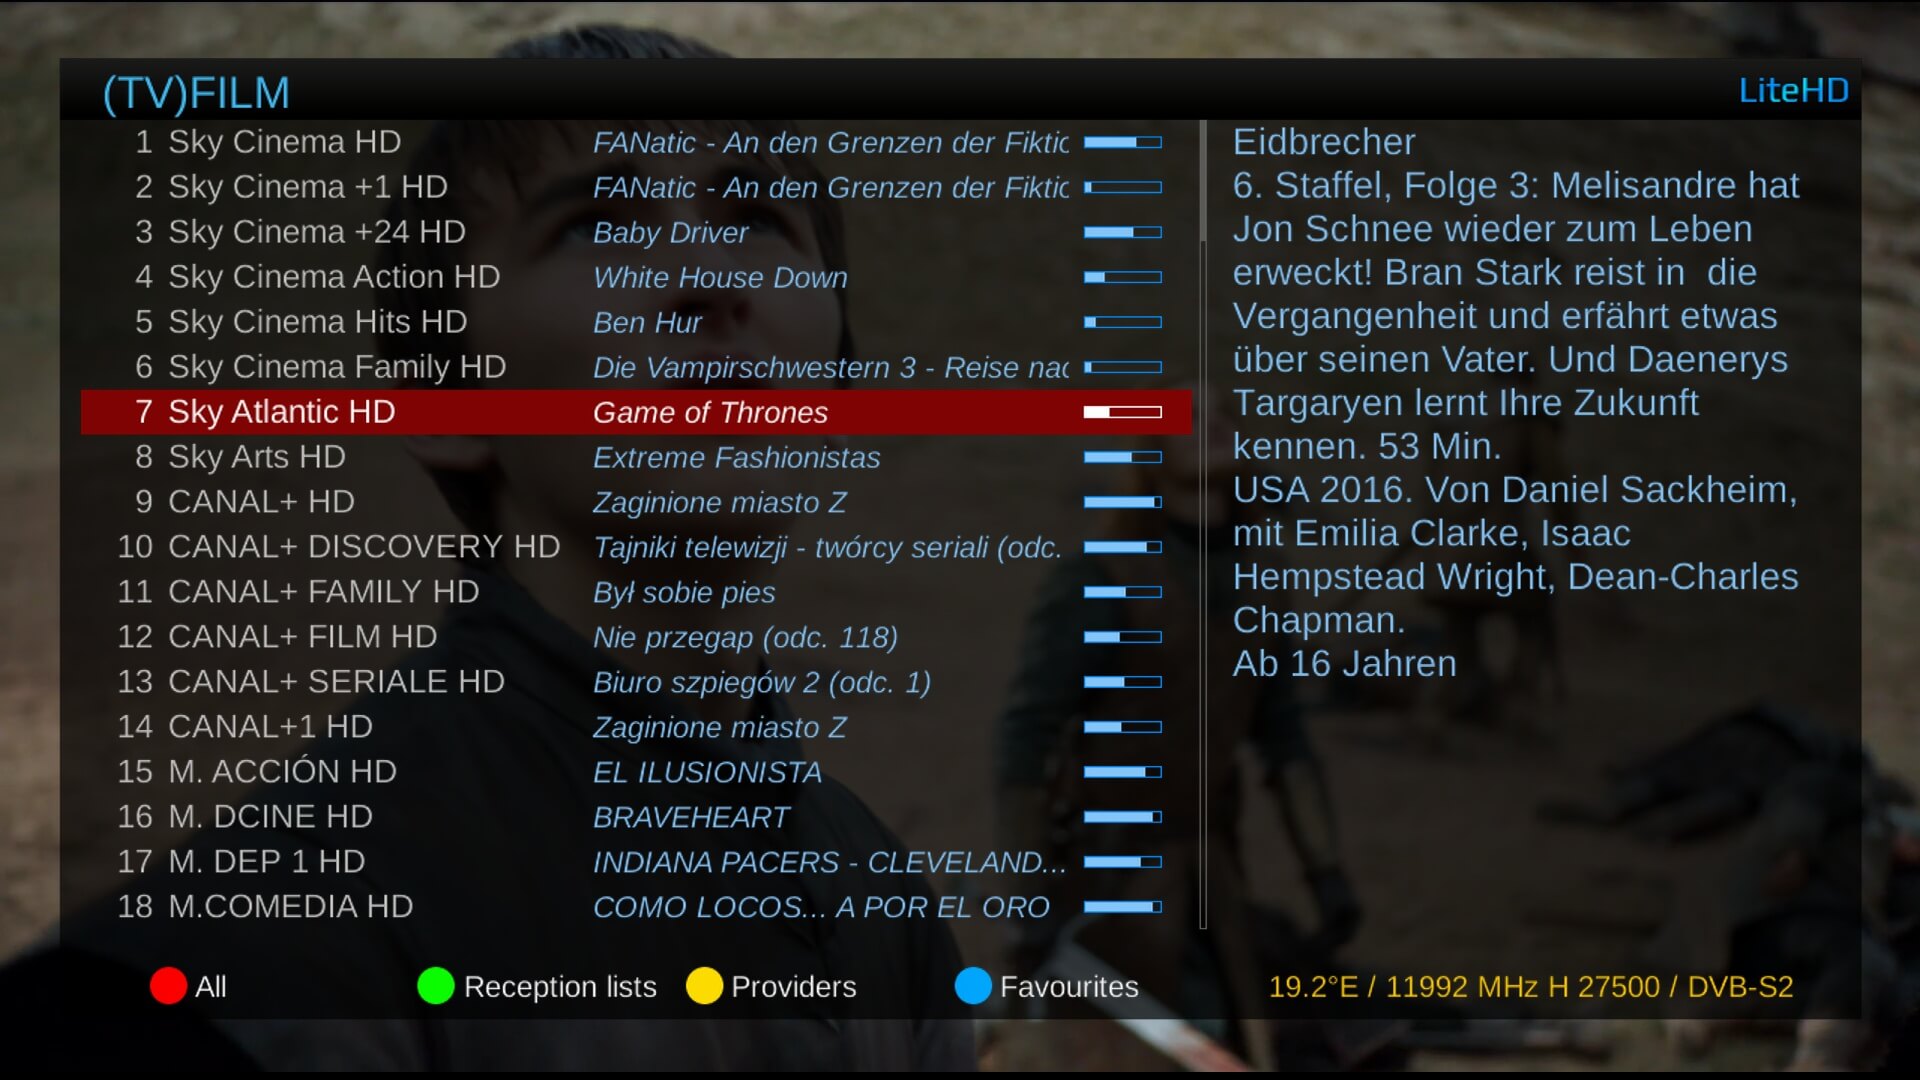 (TV)FILM
LiteHD
1 Sky Cinema HD FANatic - An den Grenzen der Fiktic
2 Sky Cinema +1 HD FANatic - An den Grenzen der Fiktic
3 Sky Cinema +24 HD Baby Driver
4 Sky Cinema Action HD White House Down
5 Sky Cinema Hits HD Ben Hur
6 Sky Cinema Family HD Die Vampirschwestern 3 - Reise nac
7 Sky Atlantic HD Game of Thrones
8 Sky Arts HD Extreme Fashionistas
9 CANAL+ HD Zaginione miasto Z
10 CANAL+ DISCOVERY HD Tajniki telewizji - twórcy seriali (odc.
11 CANAL+ FAMILY HD Był sobie pies
12 CANAL+ FILM HD Nie przegap (odc. 118)
13 CANAL+ SERIALE HD Biuro szpiegów 2 (odc. 1)
14 CANAL+1 HD Zaginione miasto Z
15 M. ACCIÓN HD EL ILUSIONISTA
16 M. DCINE HD BRAVEHEART
17 M. DEP 1 HD INDIANA PACERS - CLEVELAND...
18 M.COMEDIA HD COMO LOCOS... A POR EL ORO
Eidbrecher
6. Staffel, Folge 3: Melisandre hat
Jon Schnee wieder zum Leben
erweckt! Bran Stark reist in die
Vergangenheit und erfährt etwas
über seinen Vater. Und Daenerys
Targaryen lernt Ihre Zukunft
kennen. 53 Min.
USA 2016. Von Daniel Sackheim,
mit Emilia Clarke, Isaac
Hempstead Wright, Dean-Charles
Chapman.
Ab 16 Jahren
All Reception lists Providers Favourites 19.2°E / 11992 MHz H 27500 / DVB-S2